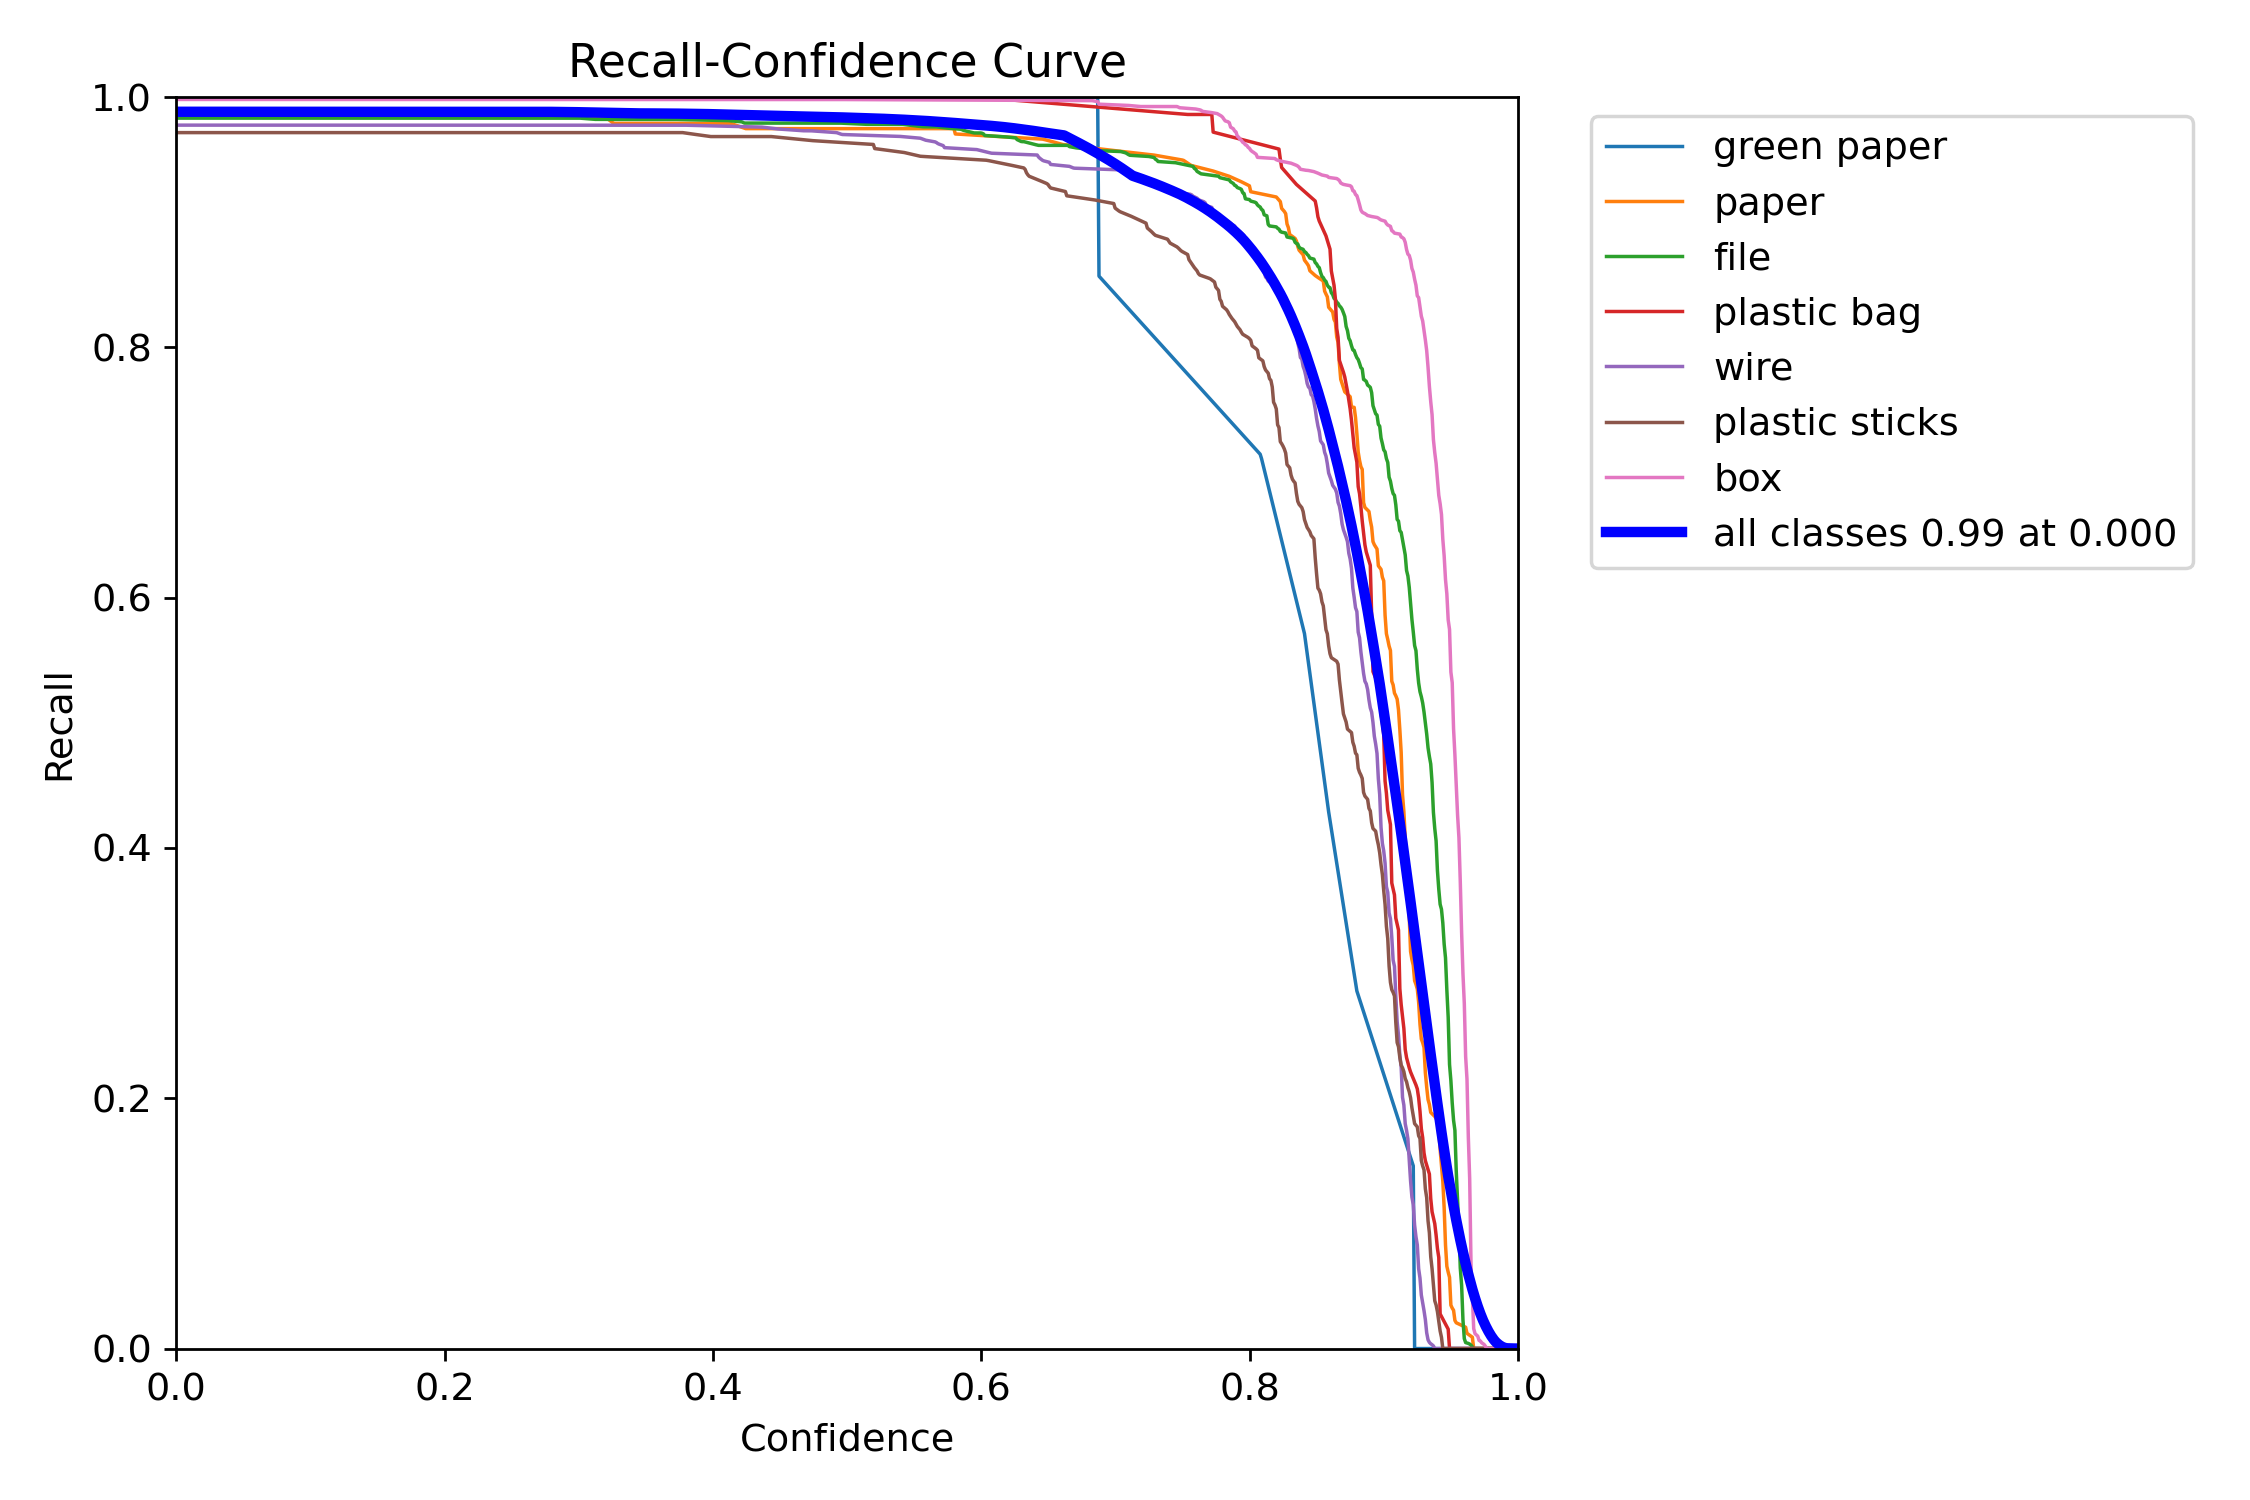 Recall-Confidence Curve
1.0
0.8
0.6
0.4
0.2
0.0
Recall
0.0 0.2 0.4 0.6 0.8 1.0
Confidence
green paper
paper
file
plastic bag
wire
plastic sticks
box
all classes 0.99 at 0.000